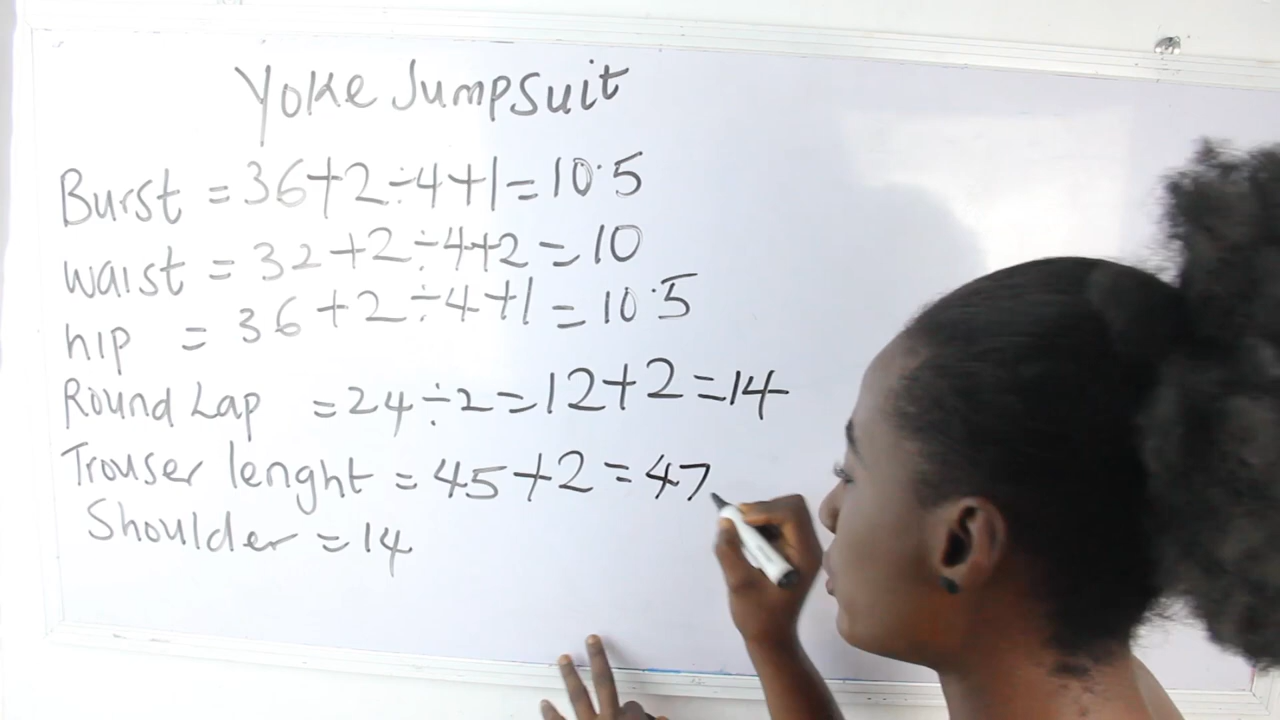 Yoke Jumpsuit
Burst = 36+2÷4+1=10.5
waist = 32+2÷4+2=10
hip = 36+2÷4+1=10.5
Round Lap =24÷2=12+2=14
Trouser lenght = 45+2=47
Shoulder =14